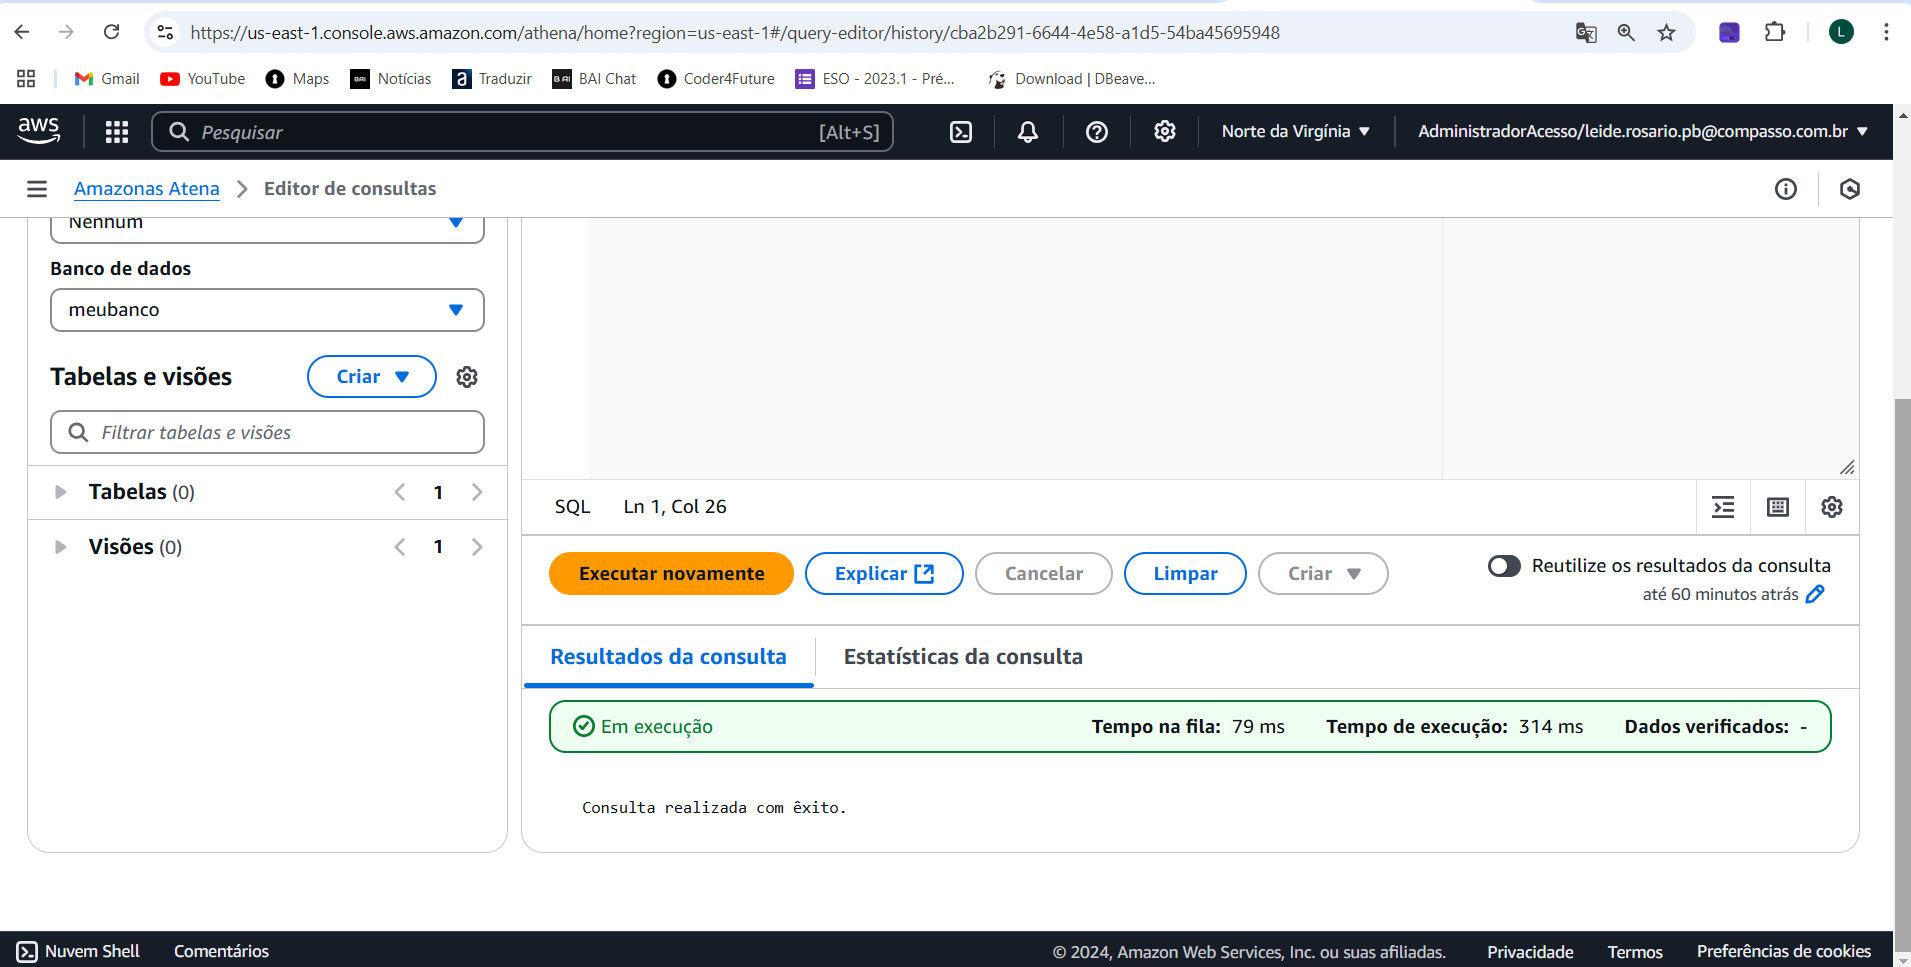 https://us-east-1.console.aws.amazon.com/athena/home?region=us-east-1#/query-editor/history/cba2b291-6644-4e58-a1d5-54ba45695948
L
Gmail YouTube Maps Notícias Traduzir BAI Chat Coder4Future ESO - 2023.1 - Pré... Download | DBeave...
aws Pesquisar [Alt+S] Norte da Virgínia AdministradorAcesso/leide.rosario.pb@compasso.com.br
Amazonas Atena Editor de consultas
Nenhum
Banco de dados
meubanco
Tabelas e visões Criar
Filtrar tabelas e visões
Tabelas (0) 1
Visões (0) 1
SQL Ln 1, Col 26
Executar novamente Explicar Cancelar Limpar Criar
Reutilize os resultados da consulta
até 60 minutos atrás
Resultados da consulta Estatísticas da consulta
Em execução Tempo na fila: 79 ms Tempo de execução: 314 ms Dados verificados: -
Consulta realizada com êxito.
Nuvem Shell Comentários © 2024, Amazon Web Services, Inc. ou suas afiliadas. Privacidade Termos Preferências de cookies